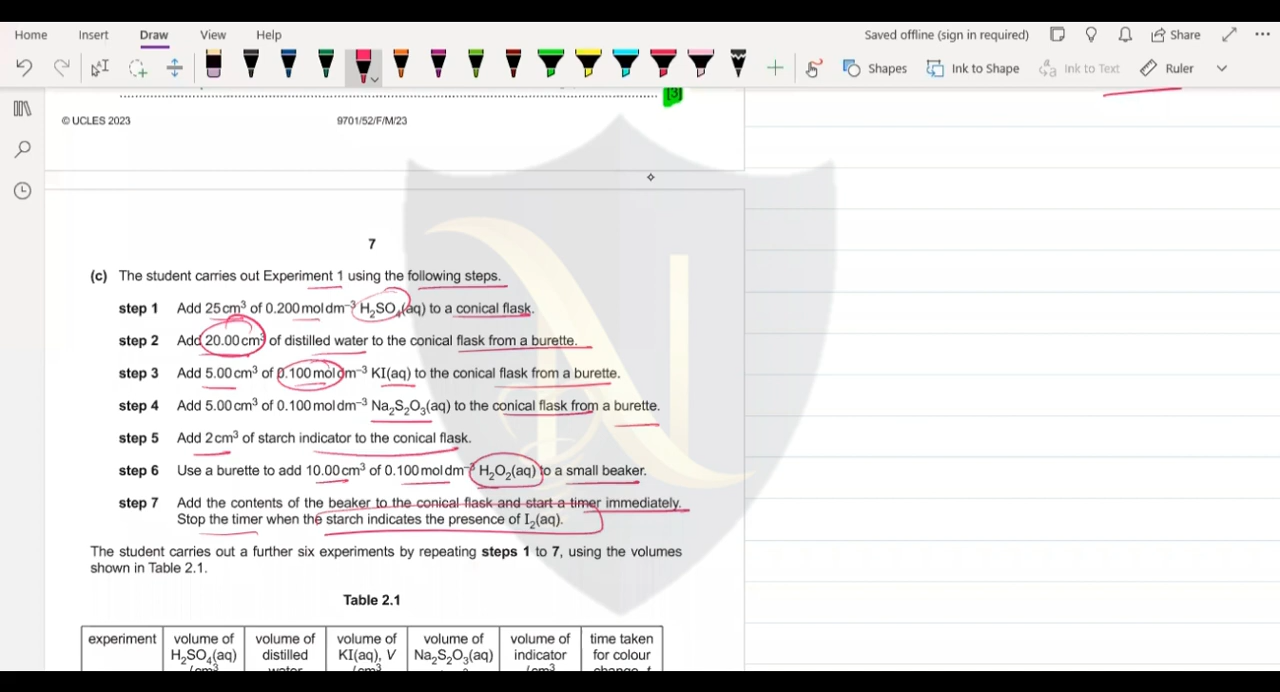 Home Insert Draw View Help Saved offline (sign in required) Share
Shapes Ink to Shape Ink to Text Ruler
[3]
© UCLES 2023 9701/52/F/M/23
7
(c) The student carries out Experiment 1 using the following steps.
step 1 Add 25 cm³ of 0.200 mol dm⁻³ H₂SO₄(aq) to a conical flask.
step 2 Add 20.00 cm³ of distilled water to the conical flask from a burette.
step 3 Add 5.00 cm³ of 0.100 mol dm⁻³ KI(aq) to the conical flask from a burette.
step 4 Add 5.00 cm³ of 0.100 mol dm⁻³ Na₂S₂O₃(aq) to the conical flask from a burette.
step 5 Add 2 cm³ of starch indicator to the conical flask.
step 6 Use a burette to add 10.00 cm³ of 0.100 mol dm⁻³ H₂O₂(aq) to a small beaker.
step 7 Add the contents of the beaker to the conical flask and start a timer immediately.
Stop the timer when the starch indicates the presence of I₂(aq).
The student carries out a further six experiments by repeating steps 1 to 7, using the volumes
shown in Table 2.1.
Table 2.1
experiment volume of volume of volume of volume of volume of time taken
H₂SO₄(aq) distilled KI(aq), V Na₂S₂O₃(aq) indicator for colour
/cm³ water /cm³ /cm³ change, t